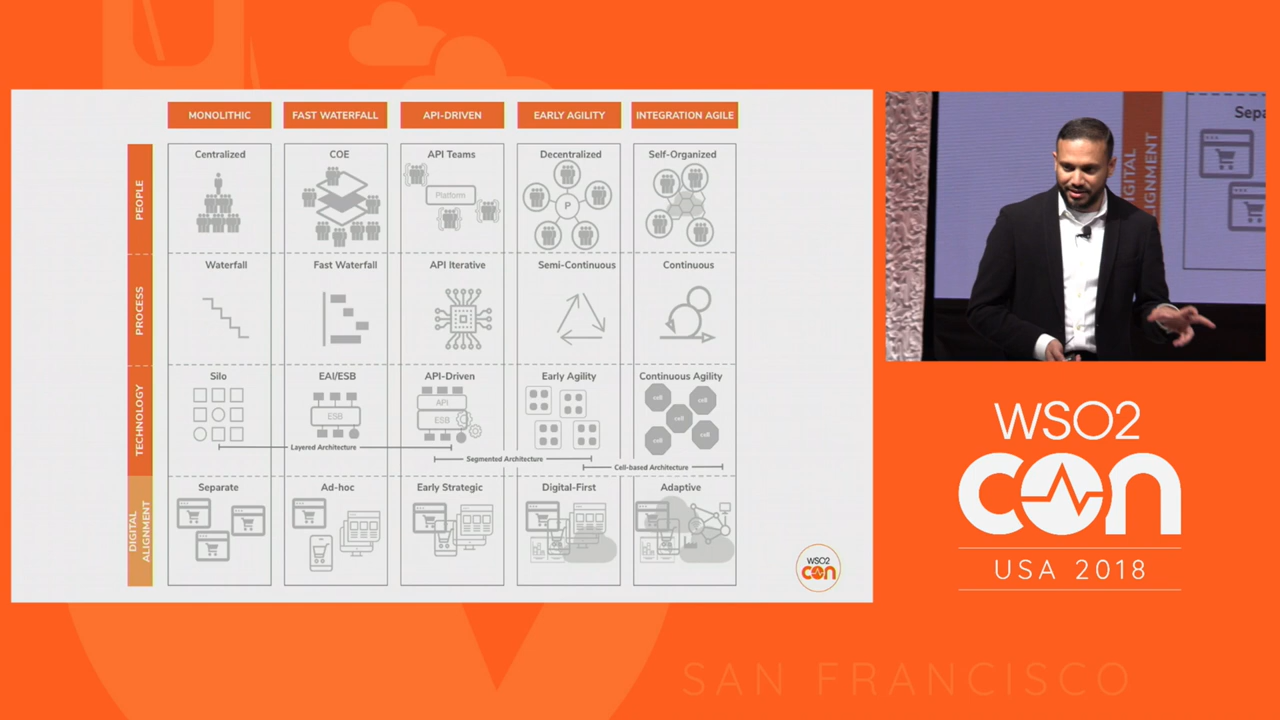 MONOLITHIC
FAST WATERFALL
API-DRIVEN
EARLY AGILITY
INTEGRATION AGILE
PEOPLE
Centralized
COE
API Teams
Decentralized
Self-Organized
Platform
P
PROCESS
Waterfall
Fast Waterfall
API Iterative
Semi-Continuous
Continuous
TECHNOLOGY
Silo
EAI/ESB
API-Driven
Early Agility
Continuous Agility
ESB
API
ESB
cell
cell
cell
cell
cell
Layered Architecture
Segmented Architecture
Cell-based Architecture
DIGITAL
ALIGNMENT
Separate
Ad-hoc
Early Strategic
Digital-First
Adaptive
WSO2
CON
DIGITAL
ALIGNMENT
Sepa
WSO2
CON
USA 2018
SAN FRANCISCO